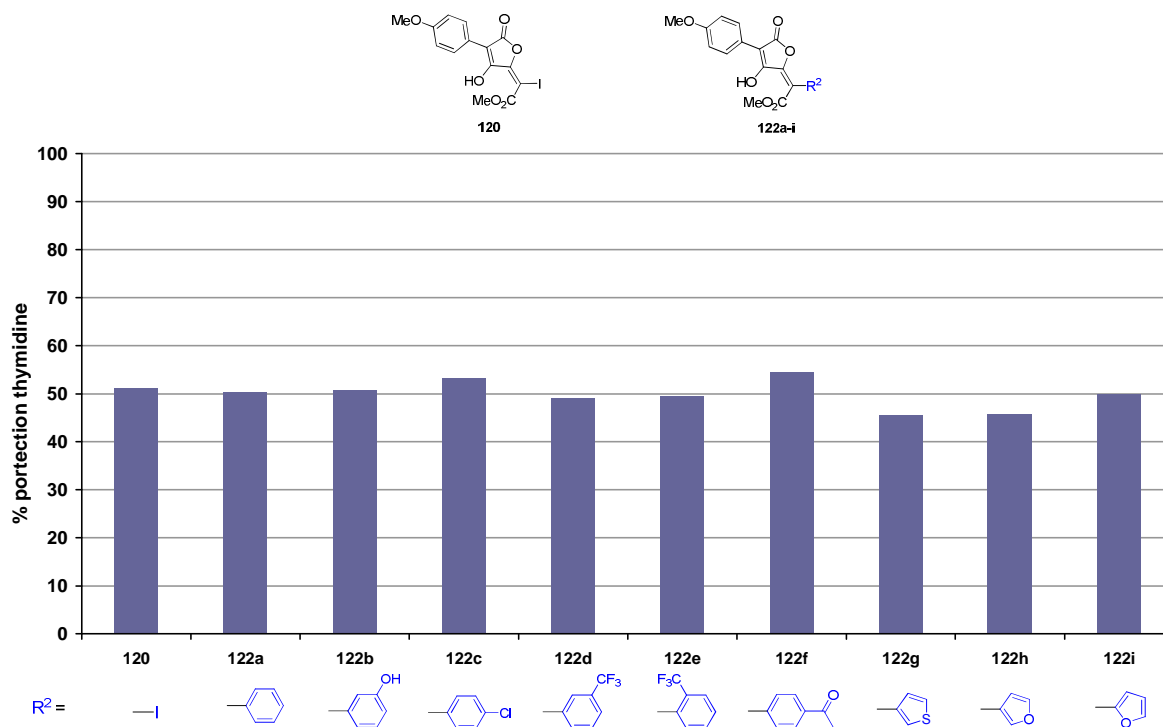 MeO
O
O
HO
I
MeO₂C
120
MeO
O
O
HO
R²
MeO₂C
122a-i
% portection thymidine
100
90
80
70
60
50
40
30
20
10
0
120 122a 122b 122c 122d 122e 122f 122g 122h 122i
R² =
I
OH
Cl
CF₃
F₃C
O
S
O
O